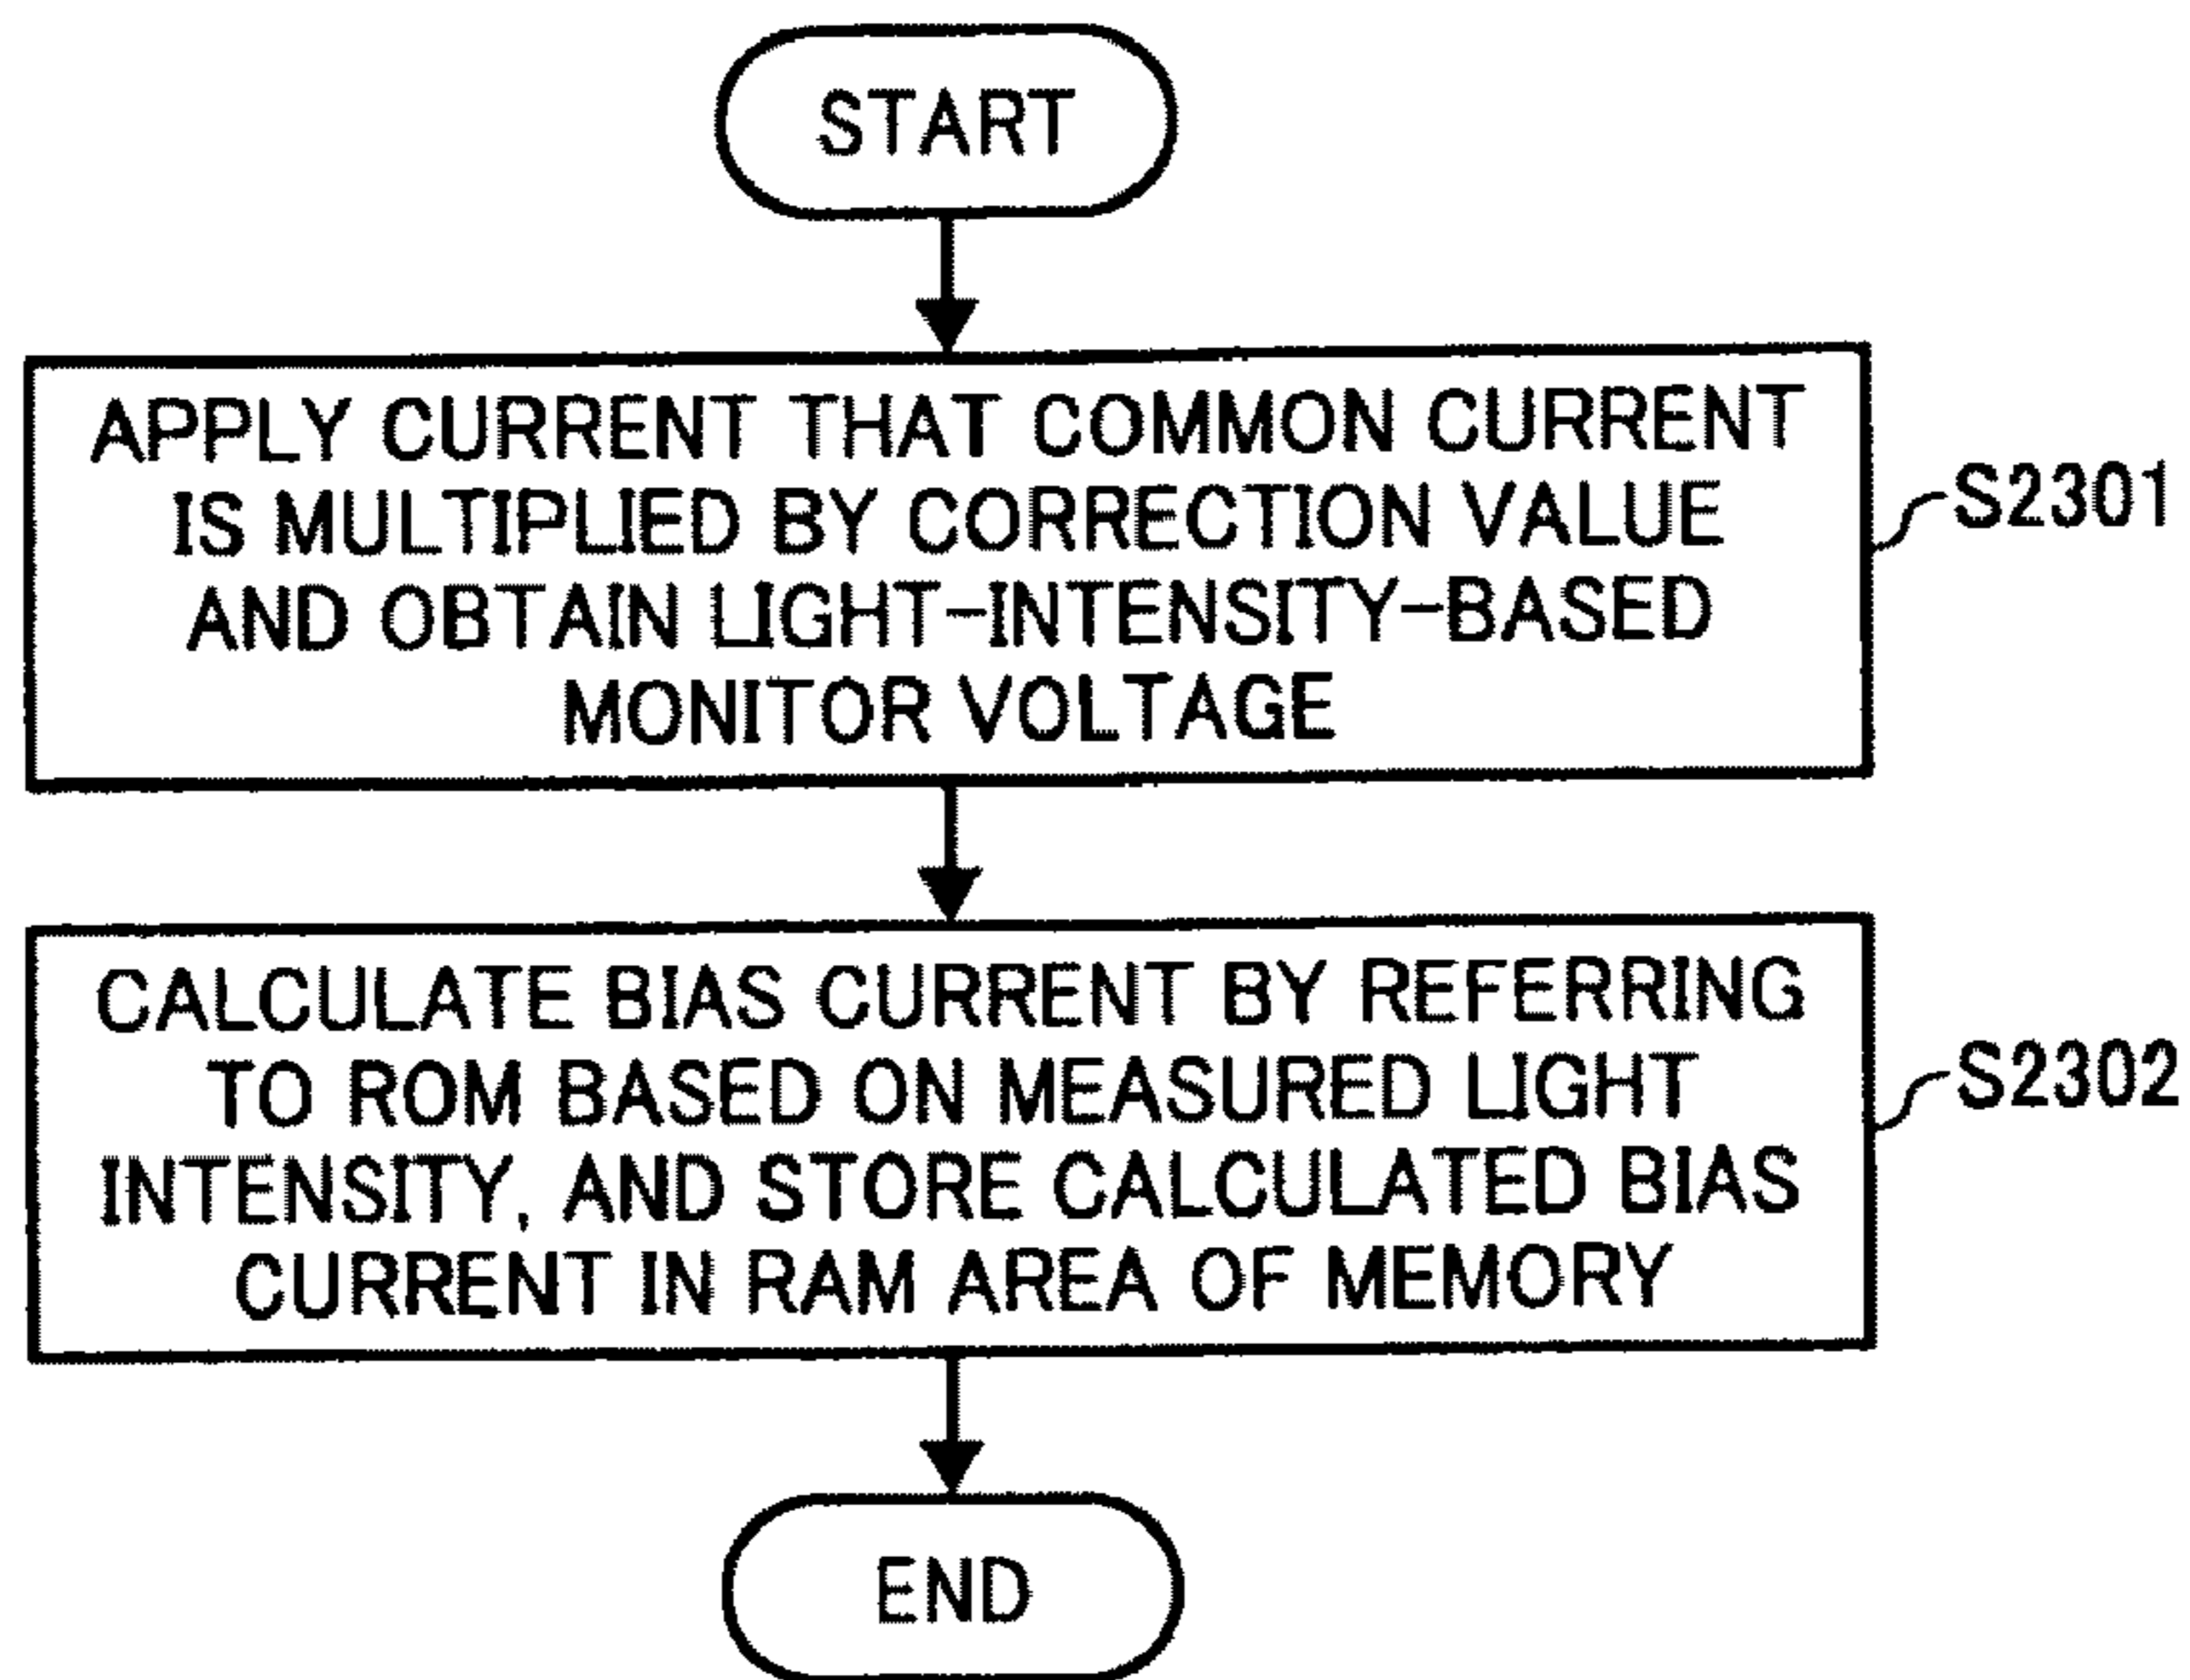 START
APPLY CURRENT THAT COMMON CURRENT
IS MULTIPLIED BY CORRECTION VALUE
AND OBTAIN LIGHT-INTENSITY-BASED
MONITOR VOLTAGE
S2301
CALCULATE BIAS CURRENT BY REFERRING
TO ROM BASED ON MEASURED LIGHT
INTENSITY, AND STORE CALCULATED BIAS
CURRENT IN RAM AREA OF MEMORY
S2302
END